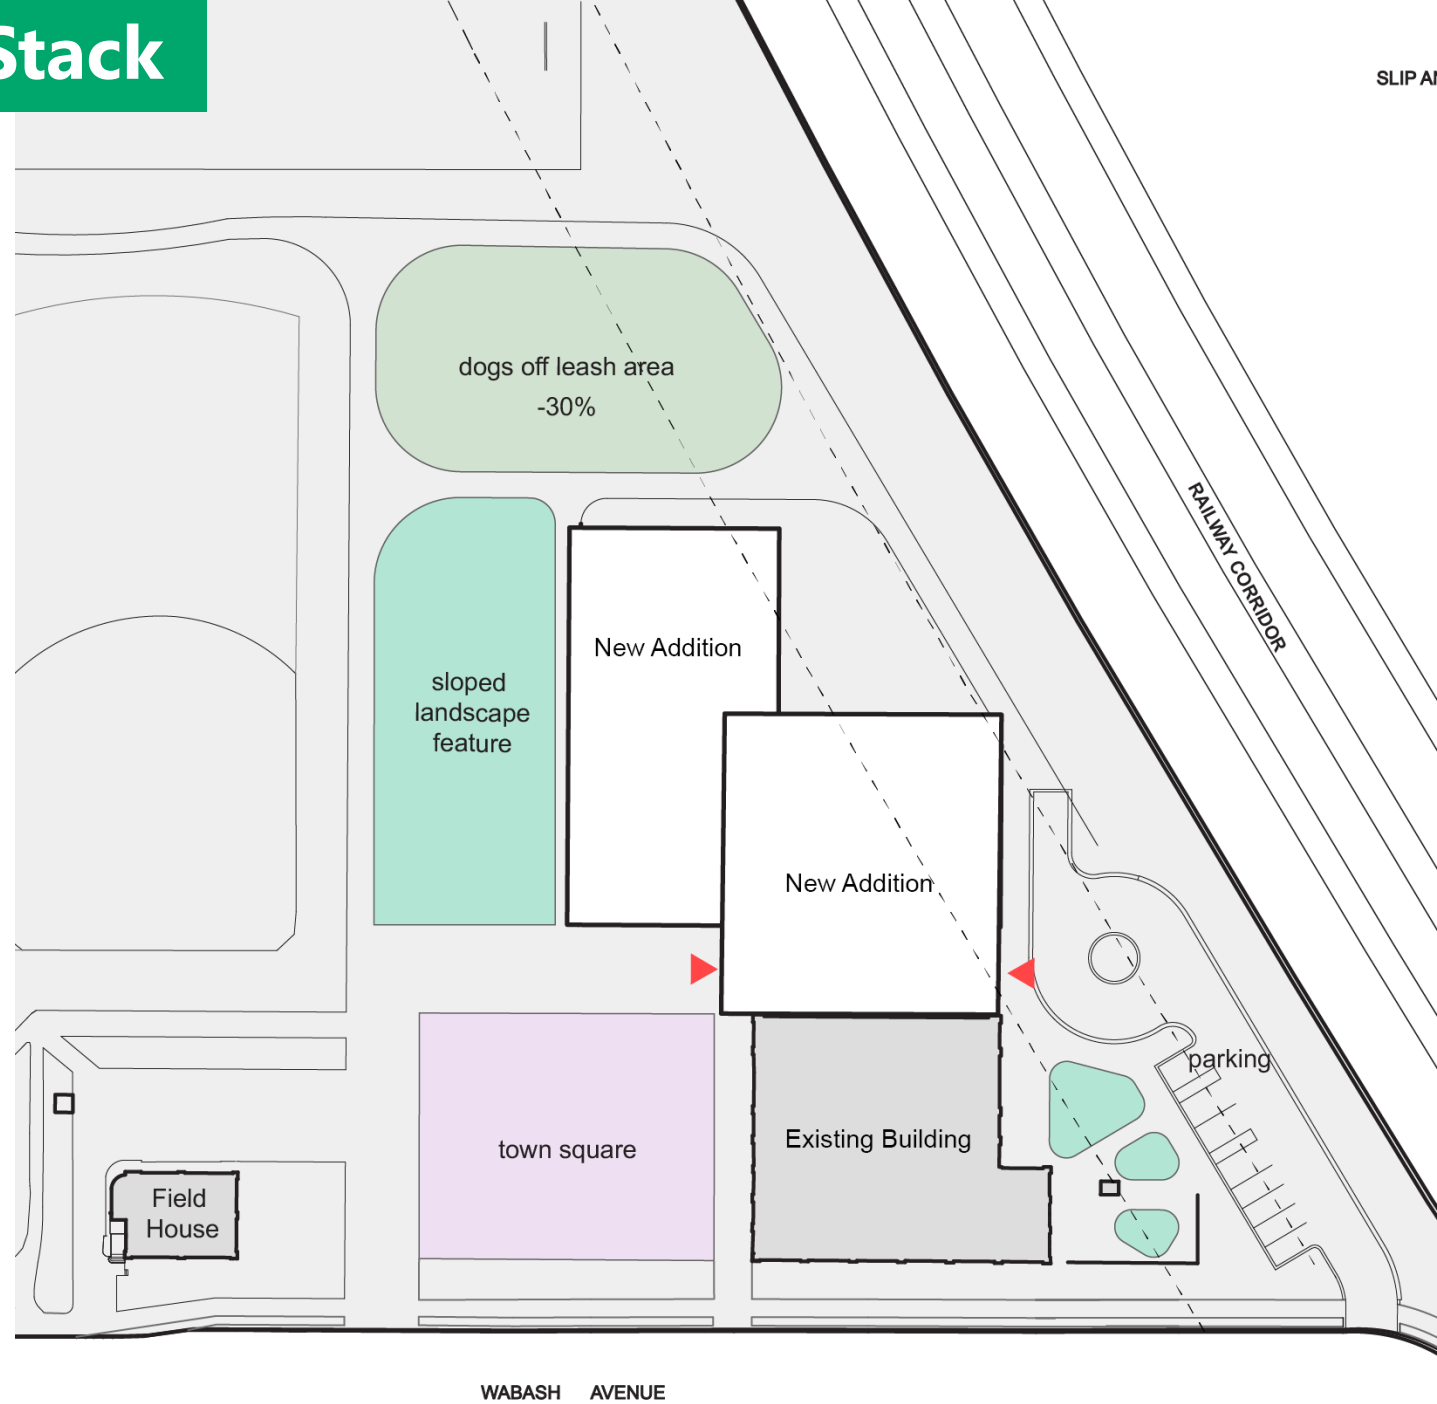 Stack
SLIP
dogs off leash area
-30%
RAILWAY CORRIDOR
New Addition
sloped
landscape
feature
New Addition
parking
Existing Building
town square
Field
House
WABASH AVENUE